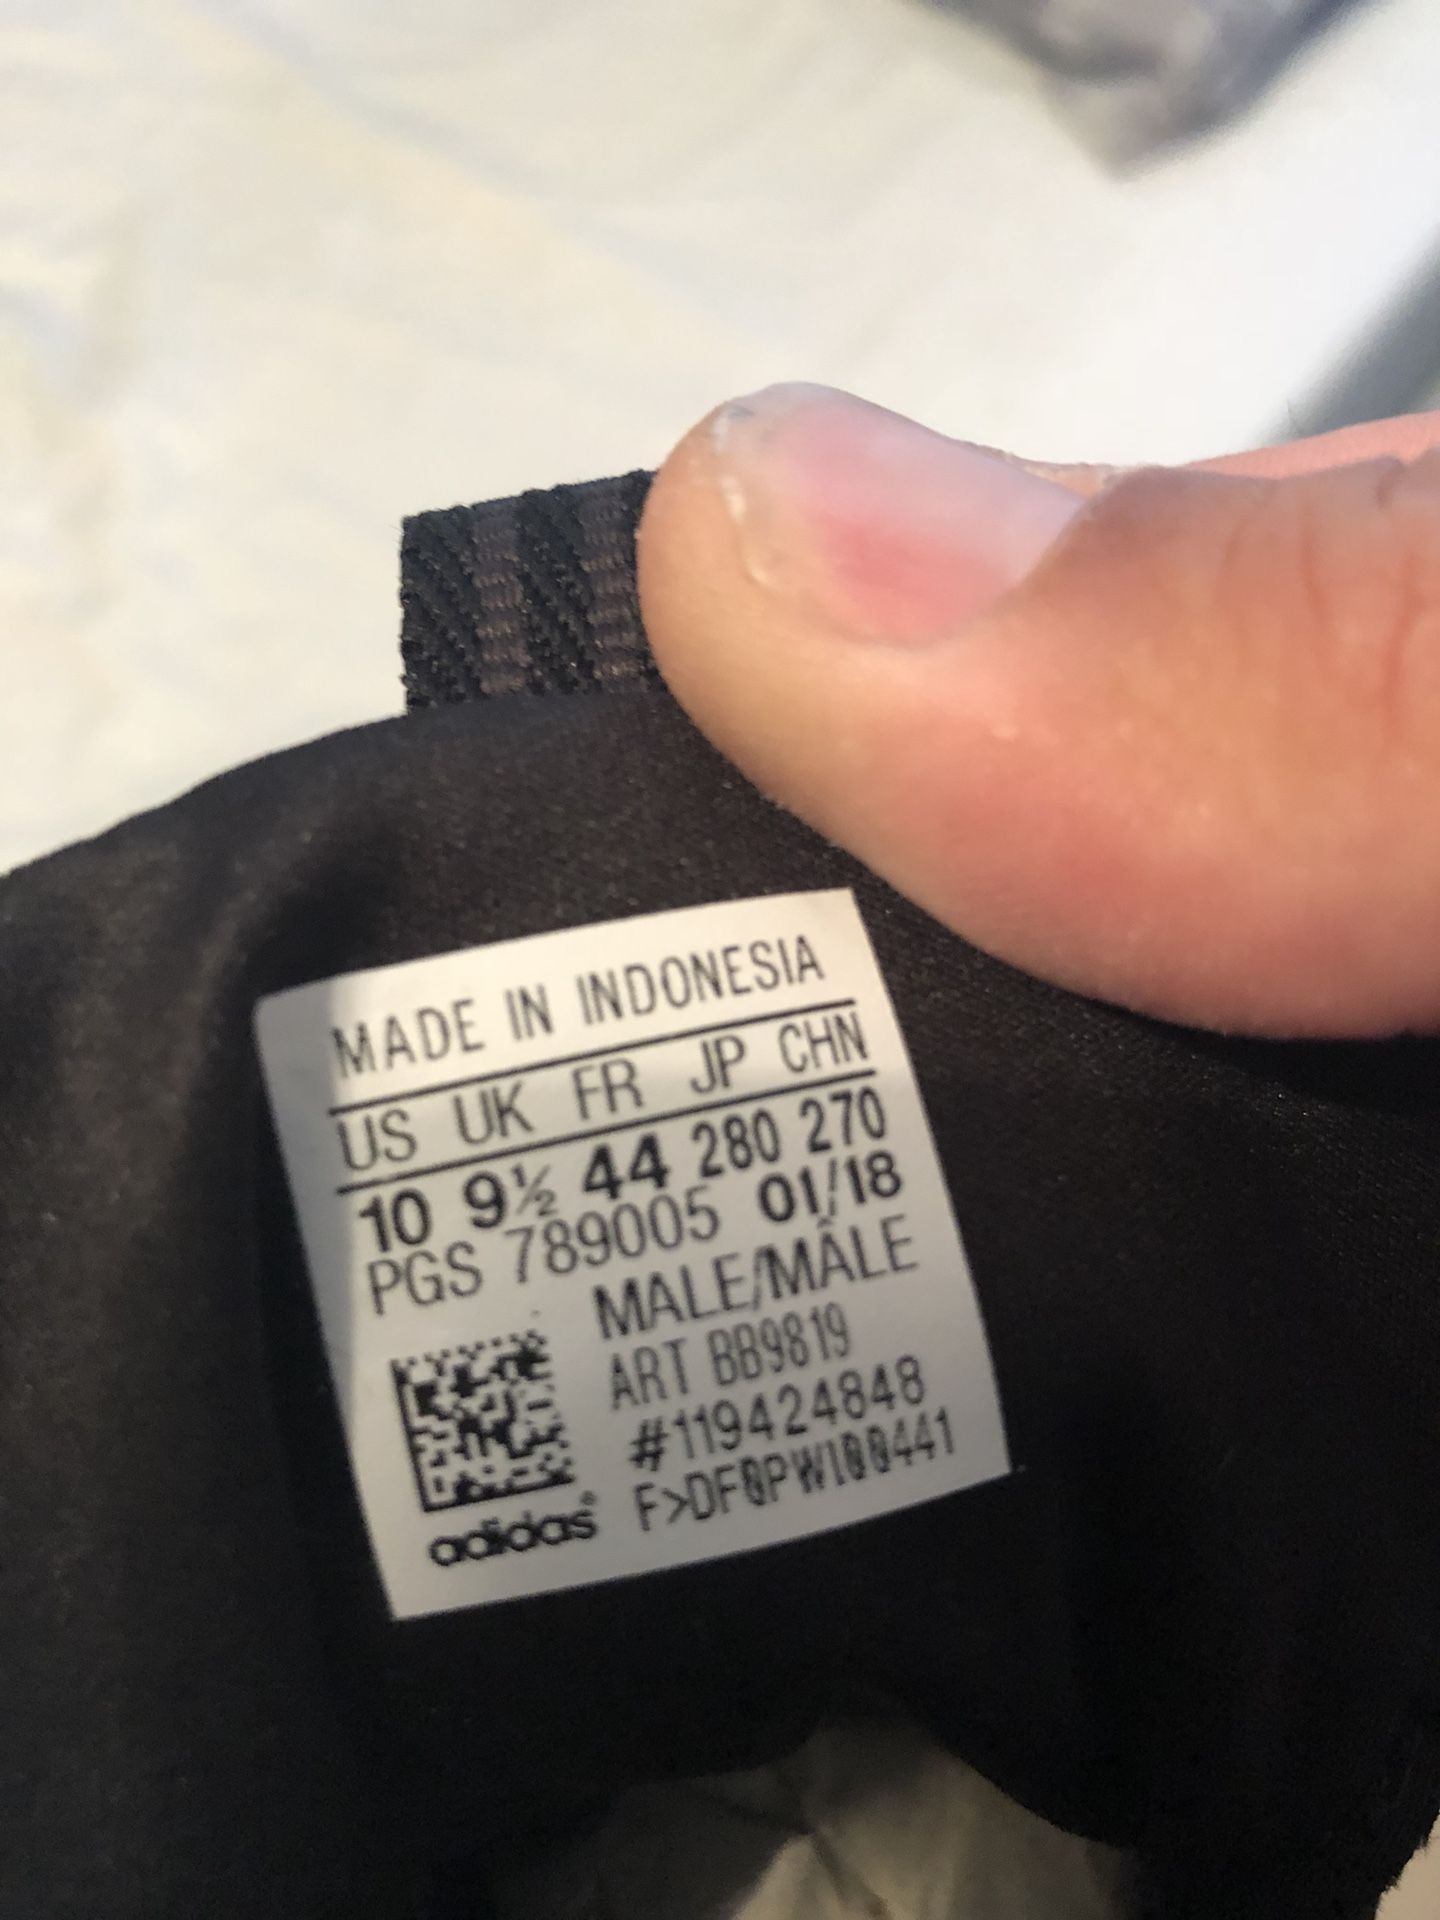 MADE IN INDONESIA
US UK FR JP CHN
10 9½ 44 280 270
PGS 789005 01/18
MALE/MÂLE
ART BB9819
#119424848
F>DF0PW100441
adidas®